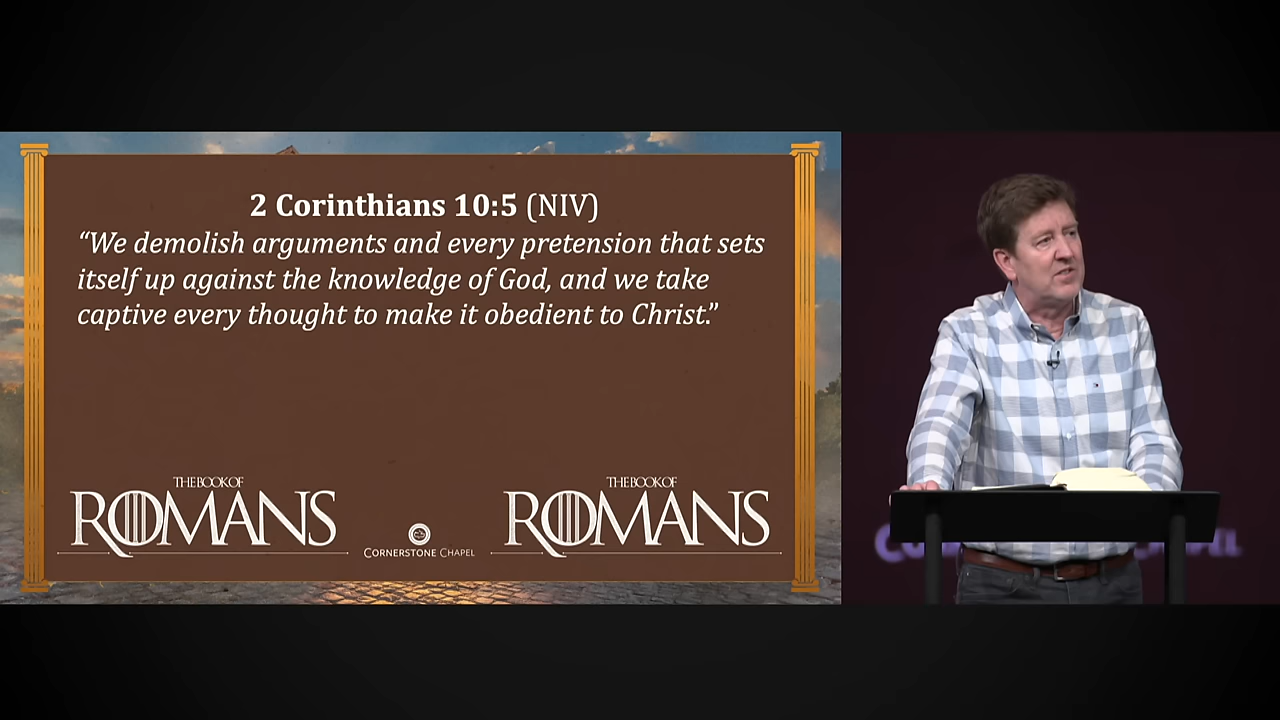 2 Corinthians 10:5 (NIV)
“We demolish arguments and every pretension that sets
itself up against the knowledge of God, and we take
captive every thought to make it obedient to Christ.”
THE BOOK OF
ROMANS
THE BOOK OF
ROMANS
CORNERSTONE CHAPEL
CHAPEL